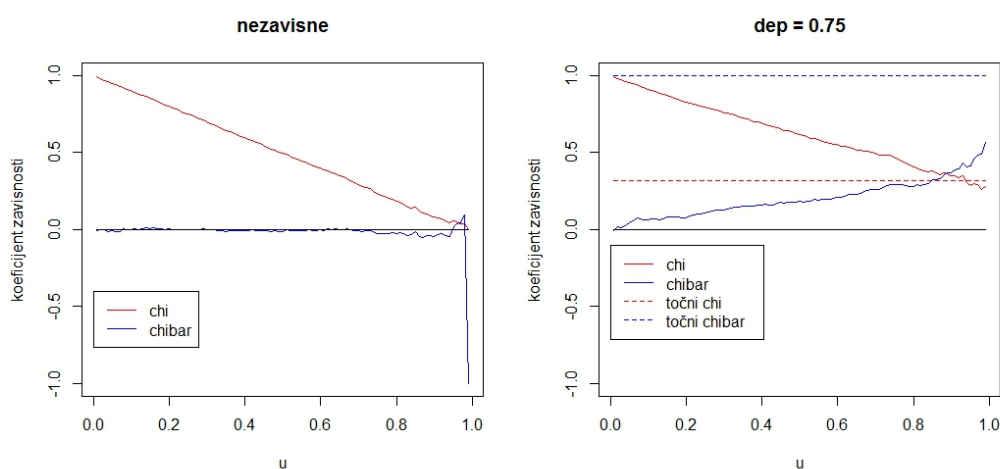 nezavisne
koeficijent zavisnosti
1.0
0.5
0.0
-0.5
-1.0
chi
chibar
0.0 0.2 0.4 0.6 0.8 1.0
u
dep = 0.75
koeficijent zavisnosti
1.0
0.5
0.0
-0.5
-1.0
chi
chibar
točni chi
točni chibar
0.0 0.2 0.4 0.6 0.8 1.0
u